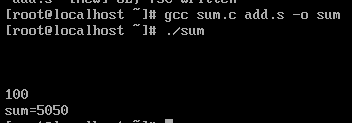 [root@localhost ~]# gcc sum.c add.s -o sum
[root@localhost ~]# ./sum
100
sum=5050